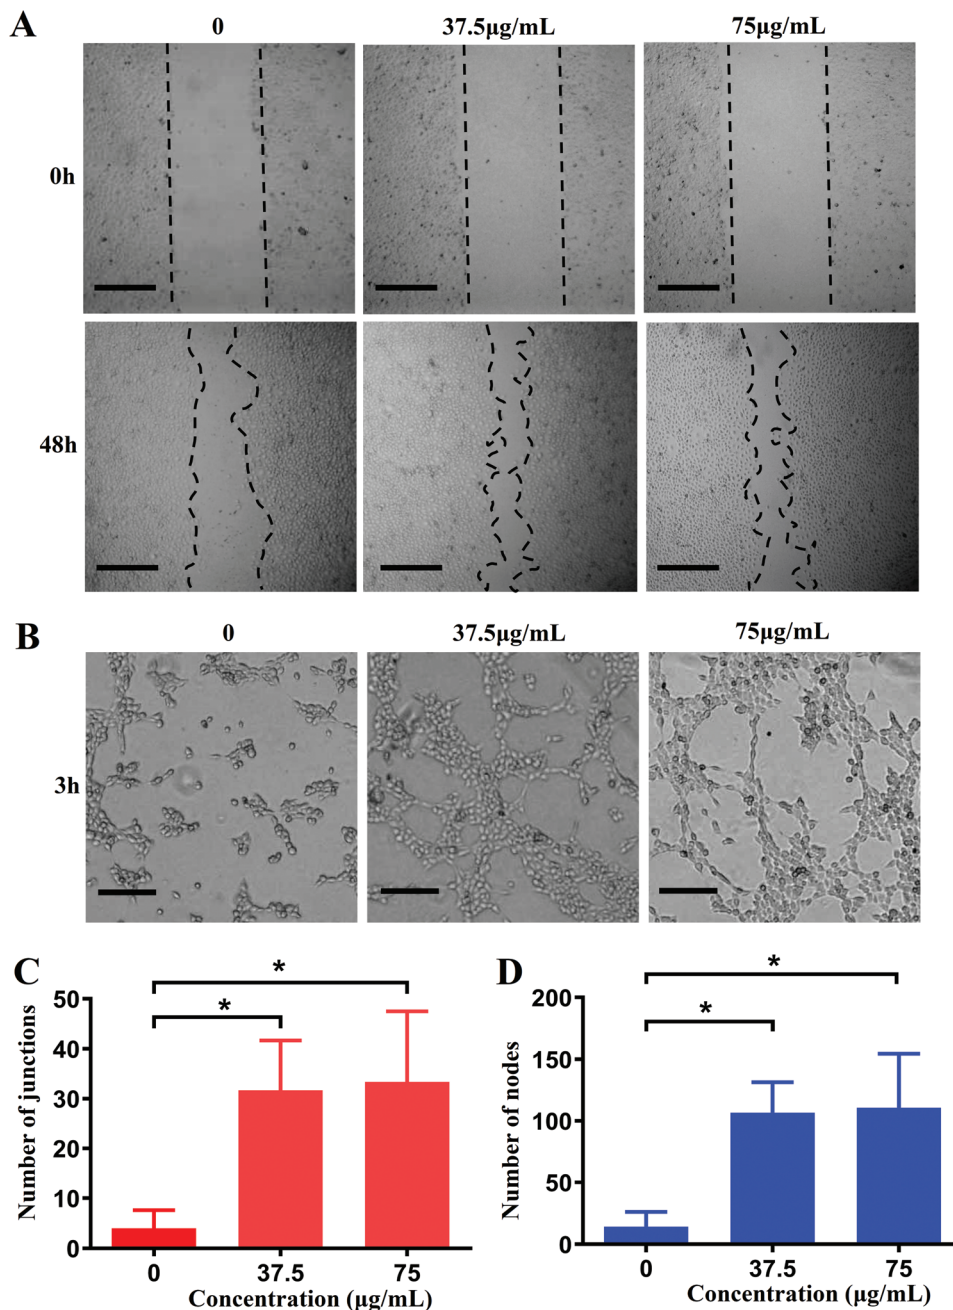 A
0 37.5μg/mL 75μg/mL
0h
48h
B
0 37.5μg/mL 75μg/mL
3h
C
*
*
Number of junctions
50
40
30
20
10
0
0 37.5 75
Concentration (μg/mL)
D
*
*
Number of nodes
200
150
100
50
0
0 37.5 75
Concentration (μg/mL)